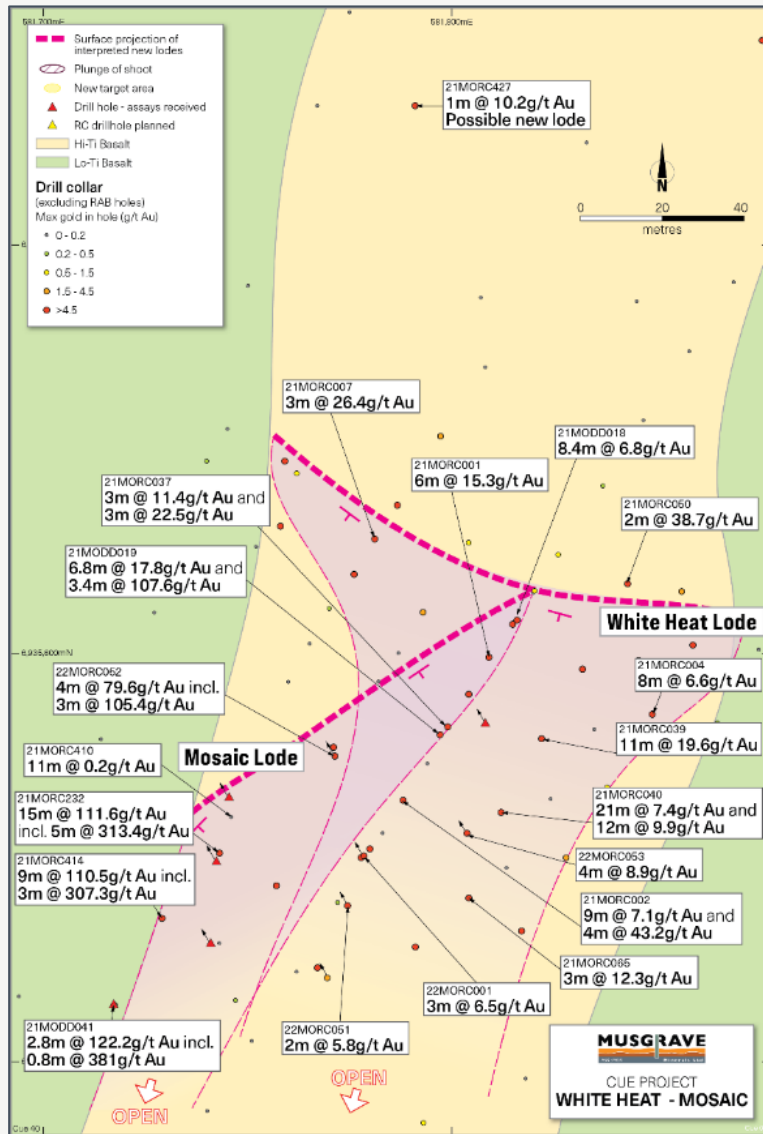 581,700mE
581,800mE
Surface projection of
interpreted new lodes
Plunge of shoot
New target area
Drill hole - assays received
RC drillhole planned
Hi-Ti Basalt
Lo-Ti Basalt
Drill collar
(excluding RAB holes)
Max gold in hole (g/t Au)
0 - 0.2
0.2 - 0.5
0.5 - 1.5
1.5 - 4.5
>4.5
21MORC427
1m @ 10.2g/t Au
Possible new lode
N
0 20 40
metres
21MORC007
3m @ 26.4g/t Au
21MODD018
8.4m @ 6.8g/t Au
21MORC037
3m @ 11.4g/t Au and
3m @ 22.5g/t Au
21MORC001
6m @ 15.3g/t Au
21MORC050
2m @ 38.7g/t Au
21MODD019
6.8m @ 17.8g/t Au and
3.4m @ 107.6g/t Au
White Heat Lode
6,935,800mN
22MORC052
4m @ 79.6g/t Au incl.
3m @ 105.4g/t Au
21MORC004
8m @ 6.6g/t Au
21MORC039
11m @ 19.6g/t Au
Mosaic Lode
21MORC410
11m @ 0.2g/t Au
21MORC040
21m @ 7.4g/t Au and
12m @ 9.9g/t Au
21MORC232
15m @ 111.6g/t Au
incl. 5m @ 313.4g/t Au
22MORC053
4m @ 8.9g/t Au
21MORC414
9m @ 110.5g/t Au incl.
3m @ 307.3g/t Au
21MORC002
9m @ 7.1g/t Au and
4m @ 43.2g/t Au
21MORC065
3m @ 12.3g/t Au
22MORC001
3m @ 6.5g/t Au
21MODD041
2.8m @ 122.2g/t Au incl.
0.8m @ 381g/t Au
22MORC051
2m @ 5.8g/t Au
OPEN
OPEN
MUSGRAVE
CUE PROJECT
WHITE HEAT - MOSAIC
Cue 40